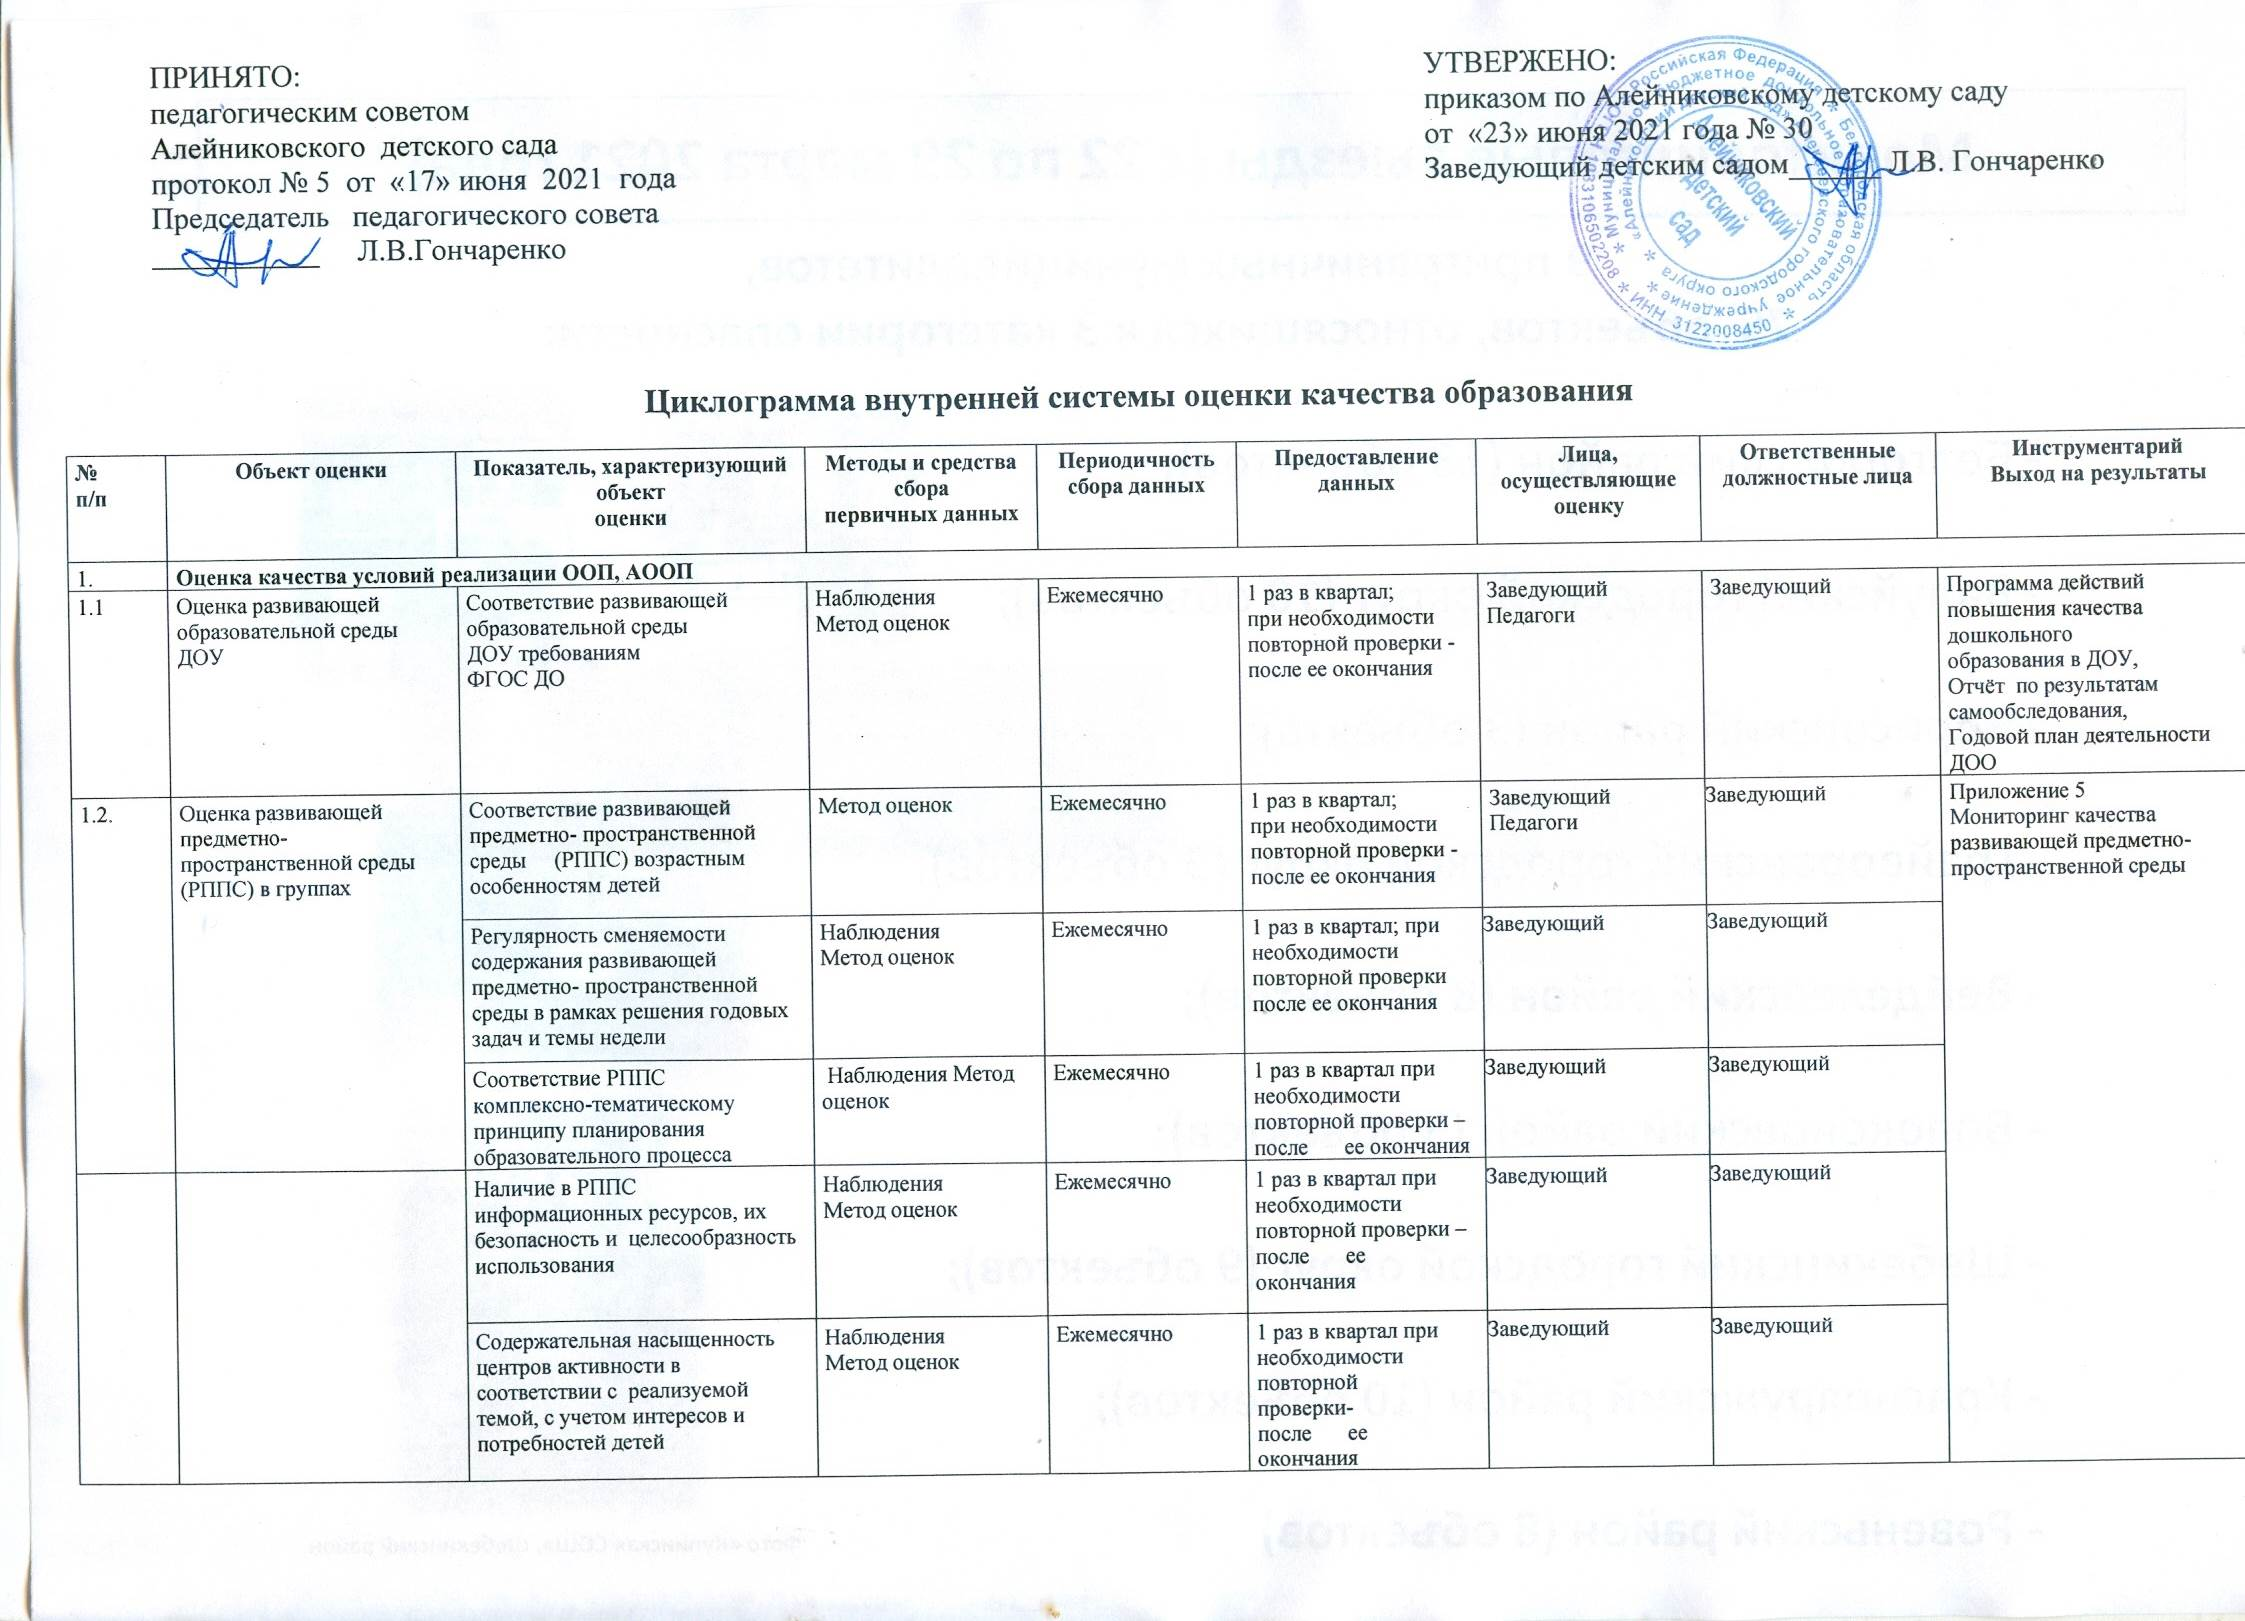 ПРИНЯТО:
педагогическим советом
Алейниковского детского сада
протокол № 5 от «17» июня 2021 года
Председатель педагогического совета
Л.В.Гончаренко
УТВЕРЖЕНО:
приказом по Алейниковскому детскому саду
от «23» июня 2021 года № 30
Заведующий детским садом Л.В. Гончаренко
Российская Федерация * Белгородская область
* ИНН 3122008450 *
Алейниковский
детский
сад
Циклограмма внутренней системы оценки качества образования
№
п/п
Объект оценки
Показатель, характеризующий
объект
оценки
Методы и средства
сбора
первичных данных
Периодичность
сбора данных
Предоставление
данных
Лица,
осуществляющие
оценку
Ответственные
должностные лица
Инструментарий
Выход на результаты
1.
Оценка качества условий реализации ООП, АООП
1.1
Оценка развивающей
образовательной среды
ДОУ
Соответствие развивающей
образовательной среды
ДОУ требованиям
ФГОС ДО
Наблюдения
Метод оценок
Ежемесячно
1 раз в квартал;
при необходимости
повторной проверки -
после ее окончания
Заведующий
Педагоги
Заведующий
Программа действий
повышения качества
дошкольного
образования в ДОУ,
Отчёт по результатам
самообследования,
Годовой план деятельности
ДОО
1.2.
Оценка развивающей
предметно-
пространственной среды
(РППС) в группах
Соответствие развивающей
предметно- пространственной
среды (РППС) возрастным
особенностям детей
Метод оценок
Ежемесячно
1 раз в квартал;
при необходимости
повторной проверки -
после ее окончания
Заведующий
Педагоги
Заведующий
Приложение 5
Мониторинг качества
развивающей предметно-
пространственной среды
Регулярность сменяемости
содержания развивающей
предметно- пространственной
среды в рамках решения годовых
задач и темы недели
Наблюдения
Метод оценок
Ежемесячно
1 раз в квартал; при
необходимости
повторной проверки
после ее окончания
Заведующий
Заведующий
Соответствие РППС
комплексно-тематическому
принципу планирования
образовательного процесса
Наблюдения Метод
оценок
Ежемесячно
1 раз в квартал при
необходимости
повторной проверки –
после ее окончания
Заведующий
Заведующий
Наличие в РППС
информационных ресурсов, их
безопасность и целесообразность
использования
Наблюдения
Метод оценок
Ежемесячно
1 раз в квартал при
необходимости
повторной проверки –
после ее
окончания
Заведующий
Заведующий
Содержательная насыщенность
центров активности в
соответствии с реализуемой
темой, с учетом интересов и
потребностей детей
Наблюдения
Метод оценок
Ежемесячно
1 раз в квартал при
необходимости
повторной
проверки-
после ее
окончания
Заведующий
Заведующий